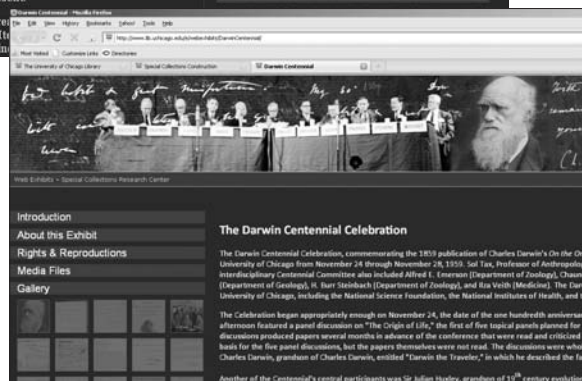 Darwin Centennial - Mozilla Firefox
File Edit View History Bookmarks Yahoo! Tools Help
http://www.lib.uchicago.edu/e/webexhibits/DarwinCentennial/
Most Visited Customize Links Directories
The University of Chicago Library
Special Collections Construction
Darwin Centennial
Web Exhibits – Special Collections Research Center
Introduction
About this Exhibit
Rights & Reproductions
Media Files
Gallery
The Darwin Centennial Celebration
The Darwin Centennial Celebration, commemorating the 1859 publication of Charles Darwin's On the Or
University of Chicago from November 24 through November 28, 1959. Sol Tax, Professor of Anthropolog
interdisciplinary Centennial Committee also included Alfred E. Emerson (Department of Zoology), Chaun
(Department of Geology), H. Burr Steinbach (Department of Zoology), and Ilza Veith (Medicine). The Dar
University of Chicago, including the National Science Foundation, the National Institutes of Health, and
The Celebration began appropriately enough on November 24, the date of the one hundredth anniversar
afternoon featured a panel discussion on "The Origin of Life," the first of five topical panels planned for
discussions produced papers several months in advance of the conference that were read and criticized
basis for the five panel discussions, but the papers themselves were not read. The discussions were who
Charles Darwin, grandson of Charles Darwin, entitled "Darwin the Traveler," in which he described the fa
Another of the Centennial's central participants was Sir Julian Huxley, grandson of 19th century evolution